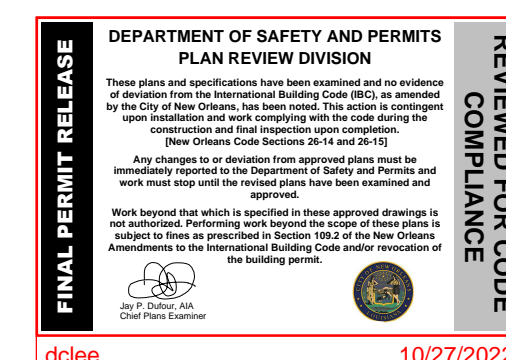 FINAL PERMIT RELEASE
DEPARTMENT OF SAFETY AND PERMITS
PLAN REVIEW DIVISION
These plans and specifications have been examined and no evidence
of deviation from the International Building Code (IBC), as amended
by the City of New Orleans, has been noted. This action is contingent
upon installation and work complying with the code during the
construction and final inspection upon completion.
[New Orleans Code Sections 26-14 and 26-15]
Any changes to or deviation from approved plans must be
immediately reported to the Department of Safety and Permits and
work must stop until the revised plans have been examined and
approved.
Work beyond that which is specified in these approved drawings is
not authorized. Performing work beyond the scope of these plans is
subject to fines as prescribed in Section 109.2 of the New Orleans
Amendments to the International Building Code and/or revocation of
the building permit.
Jay P. Dufour, AIA
Chief Plans Examiner
CITY OF NEW ORLEANS
LOUISIANA
REVIEWED FOR CODE
COMPLIANCE
dclee
10/27/2022